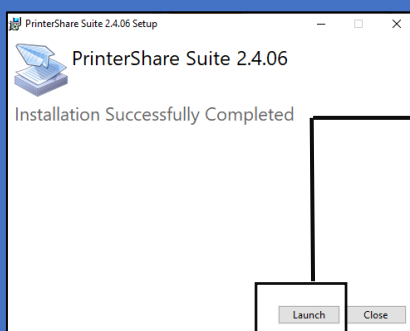 PrinterShare Suite 2.4.06 Setup
PrinterShare Suite 2.4.06
Installation Successfully Completed
Launch Close